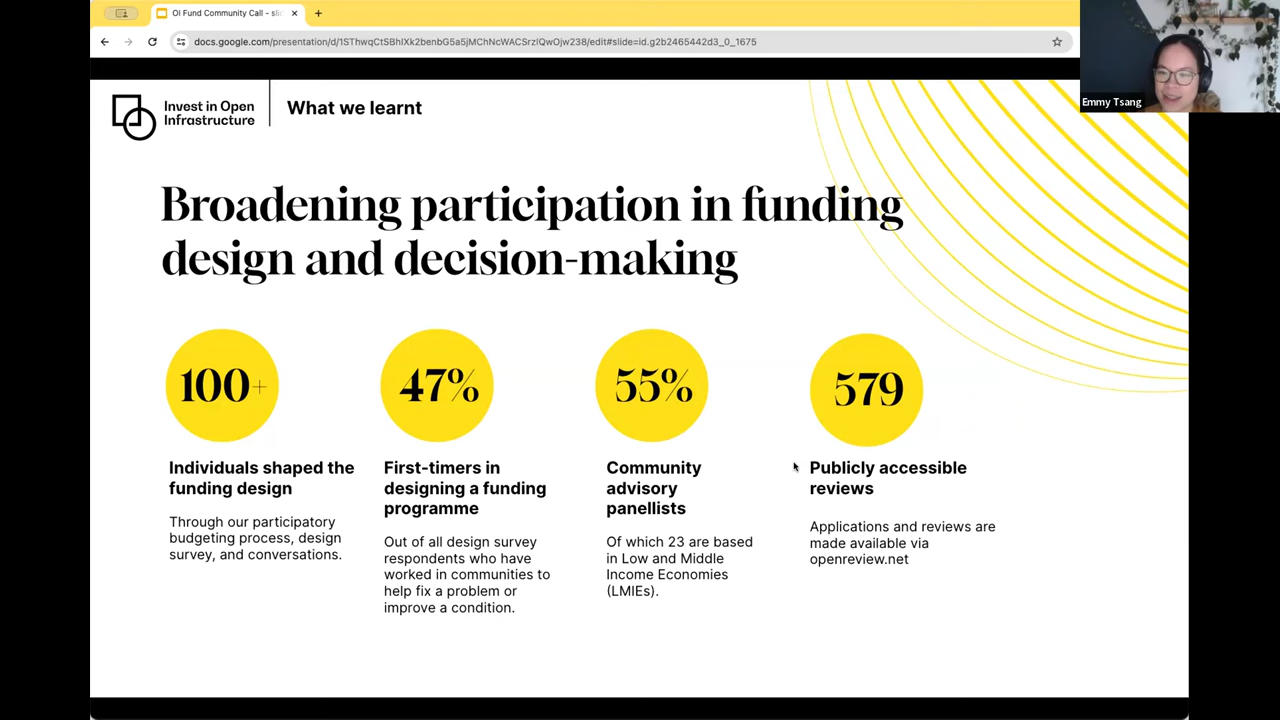 OI Fund Community Call - sli
docs.google.com/presentation/d/1SThwqCtSBhIXk2benbG5a5jMChNcWACSrzlQwOjw238/edit#slide=id.g2b2465442d3_0_1675
Emmy Tsang
Invest in Open
Infrastructure
What we learnt
Broadening participation in funding
design and decision-making
100+
Individuals shaped the
funding design
Through our participatory
budgeting process, design
survey, and conversations.
47%
First-timers in
designing a funding
programme
Out of all design survey
respondents who have
worked in communities to
help fix a problem or
improve a condition.
55%
Community
advisory
panellists
Of which 23 are based
in Low and Middle
Income Economies
(LMIEs).
579
Publicly accessible
reviews
Applications and reviews are
made available via
openreview.net